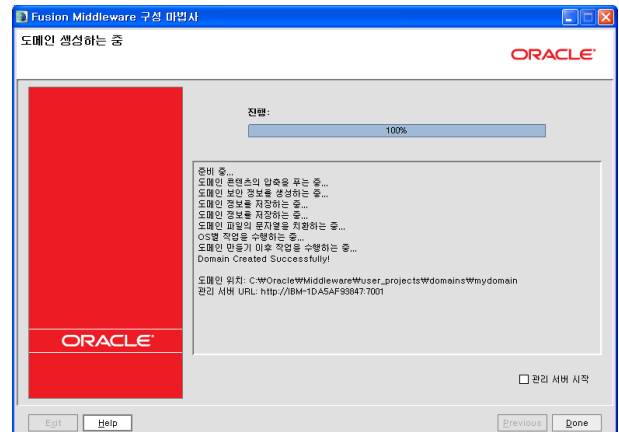 Fusion Middleware 구성 마법사
도메인 생성하는 중
ORACLE
진행:
100%
준비 중...
도메인 콘텐츠의 압축을 푸는 중...
도메인 보안 정보를 생성하는 중...
도메인 정보를 저장하는 중...
도메인 정보를 저장하는 중...
도메인 파일의 문자열을 치환하는 중...
OS별 작업을 수행하는 중...
도메인 만들기 이후 작업을 수행하는 중...
Domain Created Successfully!
도메인 위치: C:₩Oracle₩Middleware₩user_projects₩domains₩mydomain
관리 서버 URL: http://IBM-1DA5AF93847:7001
ORACLE
관리 서버 시작
Exit Help Previous Done